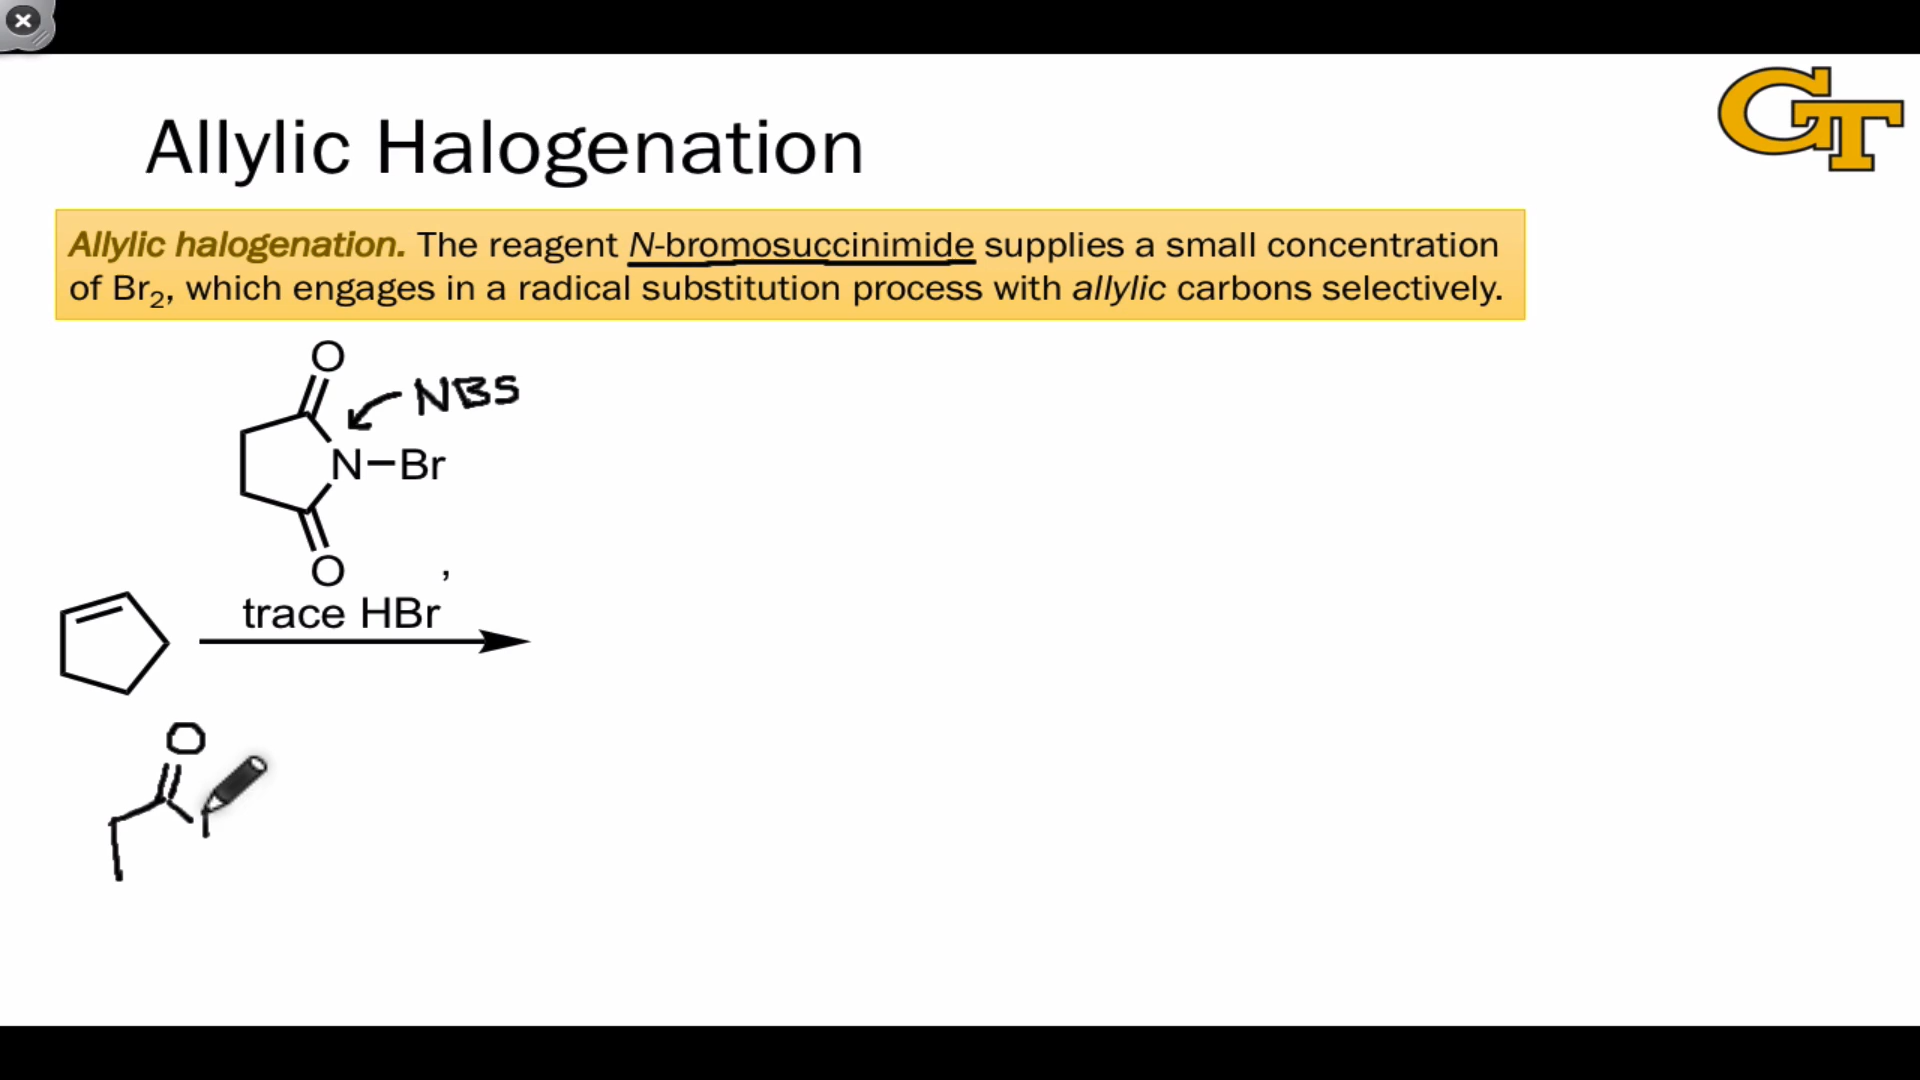 GT
Allylic Halogenation
Allylic halogenation. The reagent N-bromosuccinimide supplies a small concentration
of Br₂, which engages in a radical substitution process with allylic carbons selectively.
O
NBS
N–Br
O ,
trace HBr
O